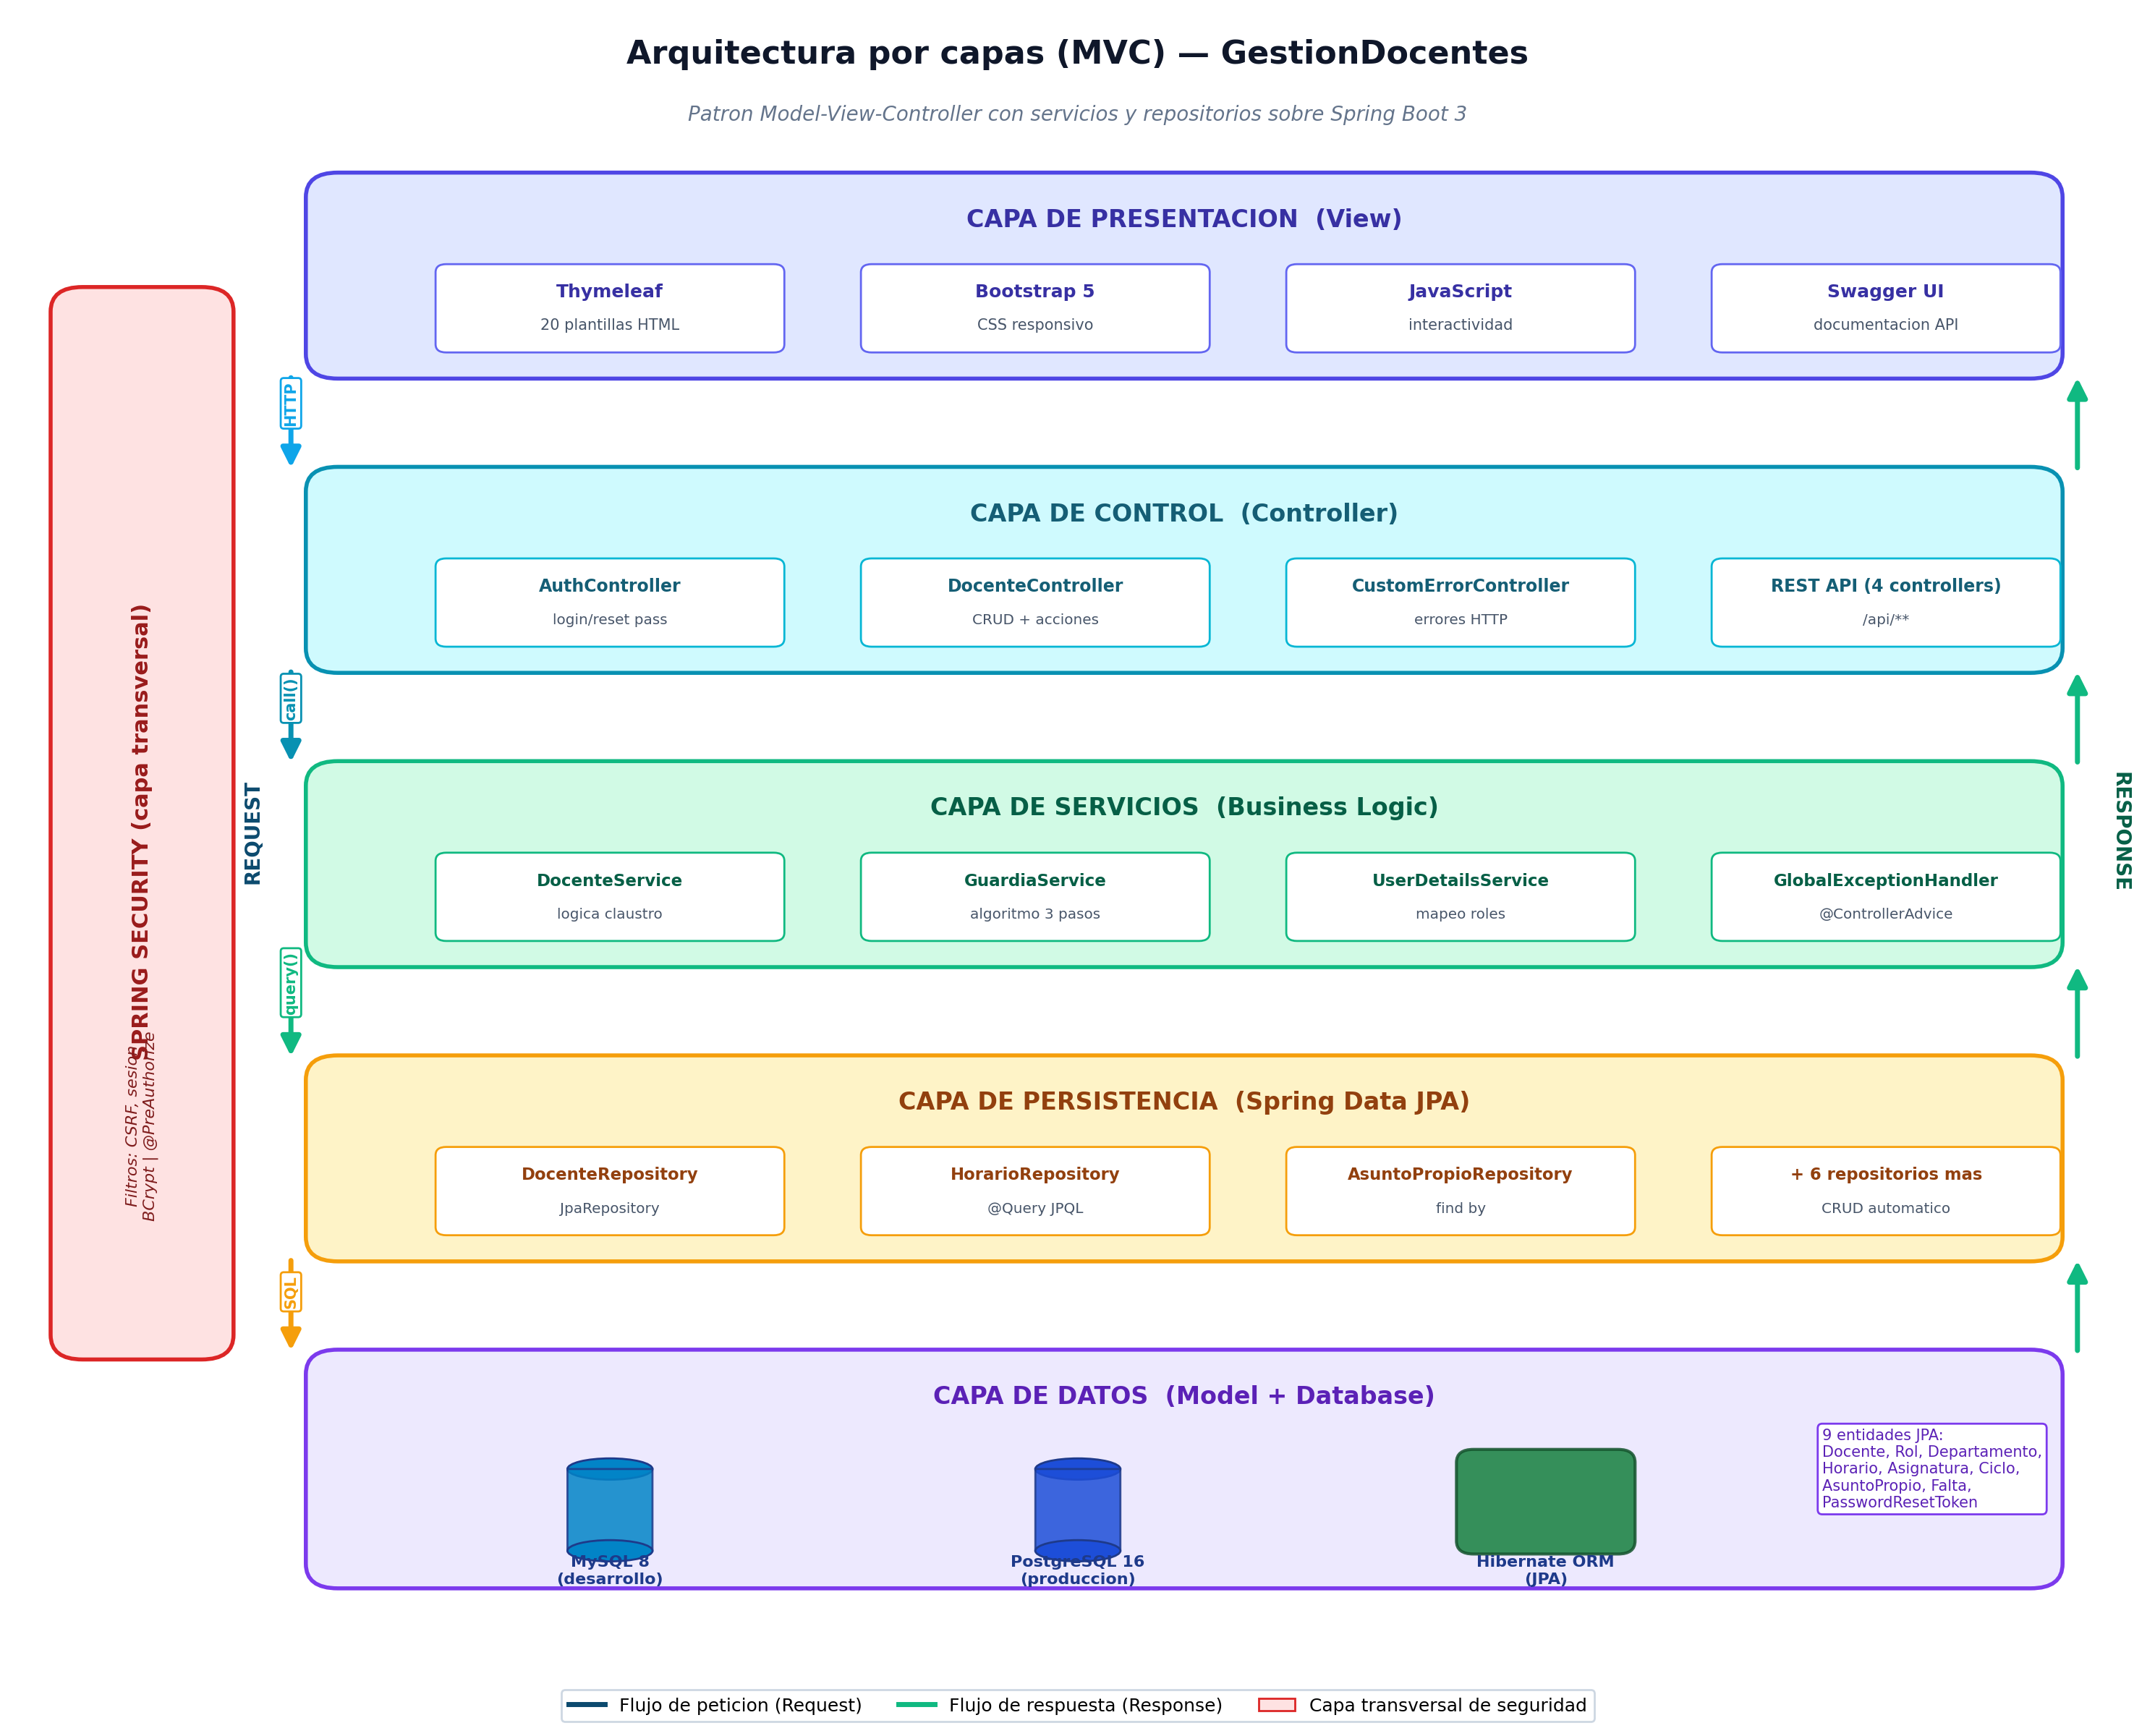 Arquitectura por capas (MVC) — GestionDocentes
Patron Model-View-Controller con servicios y repositorios sobre Spring Boot 3
CAPA DE PRESENTACION (View)
Thymeleaf
20 plantillas HTML
Bootstrap 5
CSS responsivo
JavaScript
interactividad
Swagger UI
documentacion API
HTTP
CAPA DE CONTROL (Controller)
AuthController
login/reset pass
DocenteController
CRUD + acciones
CustomErrorController
errores HTTP
REST API (4 controllers)
/api/**
call()
SPRING SECURITY (capa transversal)
Filtros: CSRF, sesion
BCrypt | @PreAuthorize
REQUEST
RESPONSE
CAPA DE SERVICIOS (Business Logic)
DocenteService
logica claustro
GuardiaService
algoritmo 3 pasos
UserDetailsService
mapeo roles
GlobalExceptionHandler
@ControllerAdvice
query()
CAPA DE PERSISTENCIA (Spring Data JPA)
DocenteRepository
JpaRepository
HorarioRepository
@Query JPQL
AsuntoPropioRepository
find by
+ 6 repositorios mas
CRUD automatico
SQL
CAPA DE DATOS (Model + Database)
MySQL 8
(desarrollo)
PostgreSQL 16
(produccion)
Hibernate ORM
(JPA)
9 entidades JPA:
Docente, Rol, Departamento,
Horario, Asignatura, Ciclo,
AsuntoPropio, Falta,
PasswordResetToken
Flujo de peticion (Request)
Flujo de respuesta (Response)
Capa transversal de seguridad